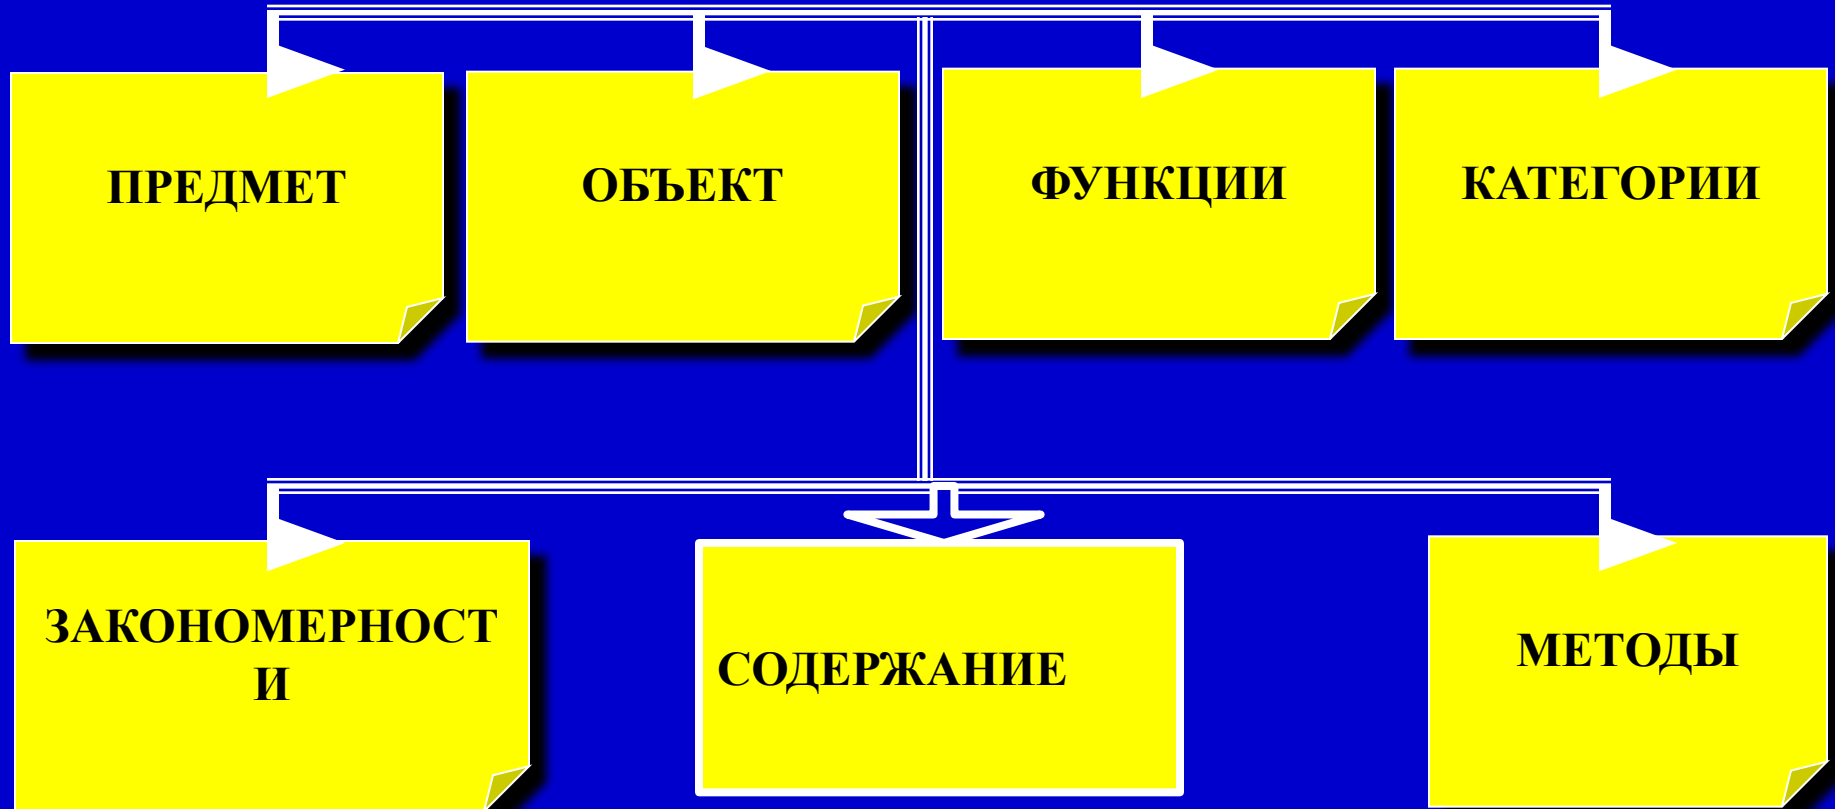 ПРЕДМЕТ
ОБЪЕКТ
ФУНКЦИИ
КАТЕГОРИИ
ЗАКОНОМЕРНОСТ
И
СОДЕРЖАНИЕ
МЕТОДЫ